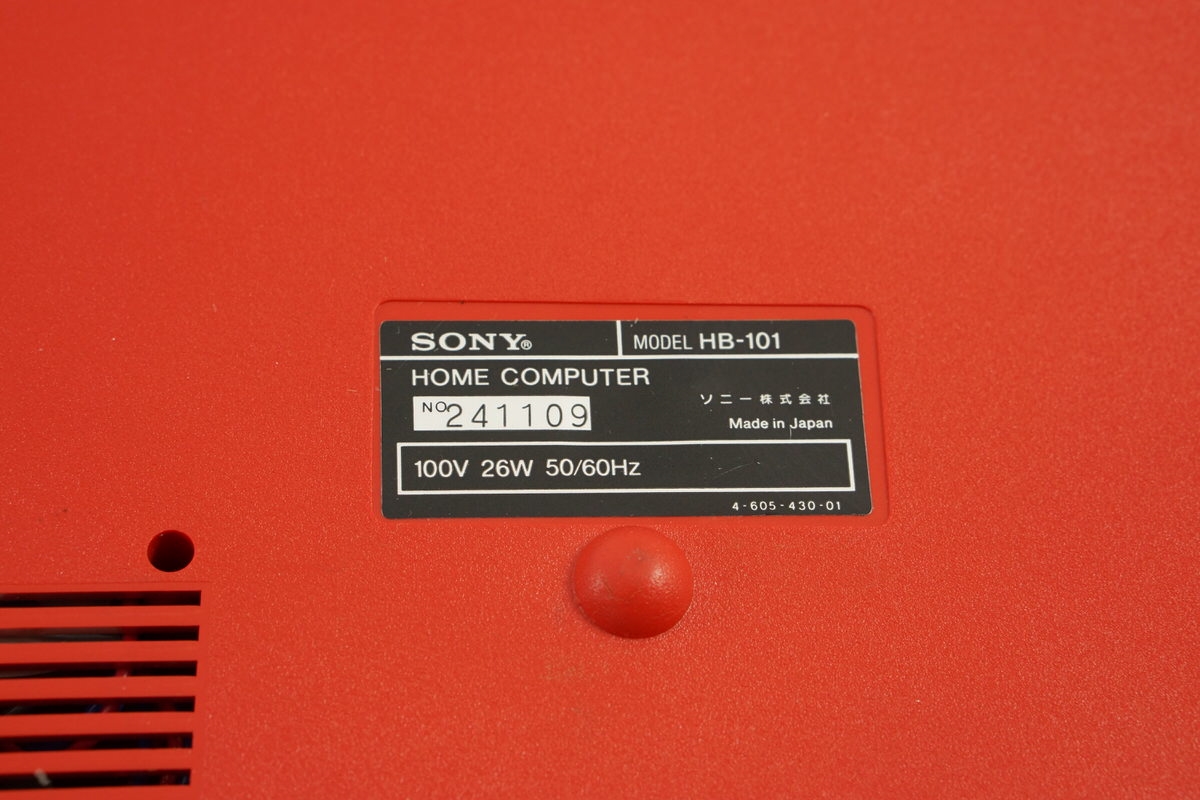 SONY® MODEL HB-101
HOME COMPUTER
NO 241109
ソニー株式会社
Made in Japan
100V 26W 50/60Hz
4-605-430-01